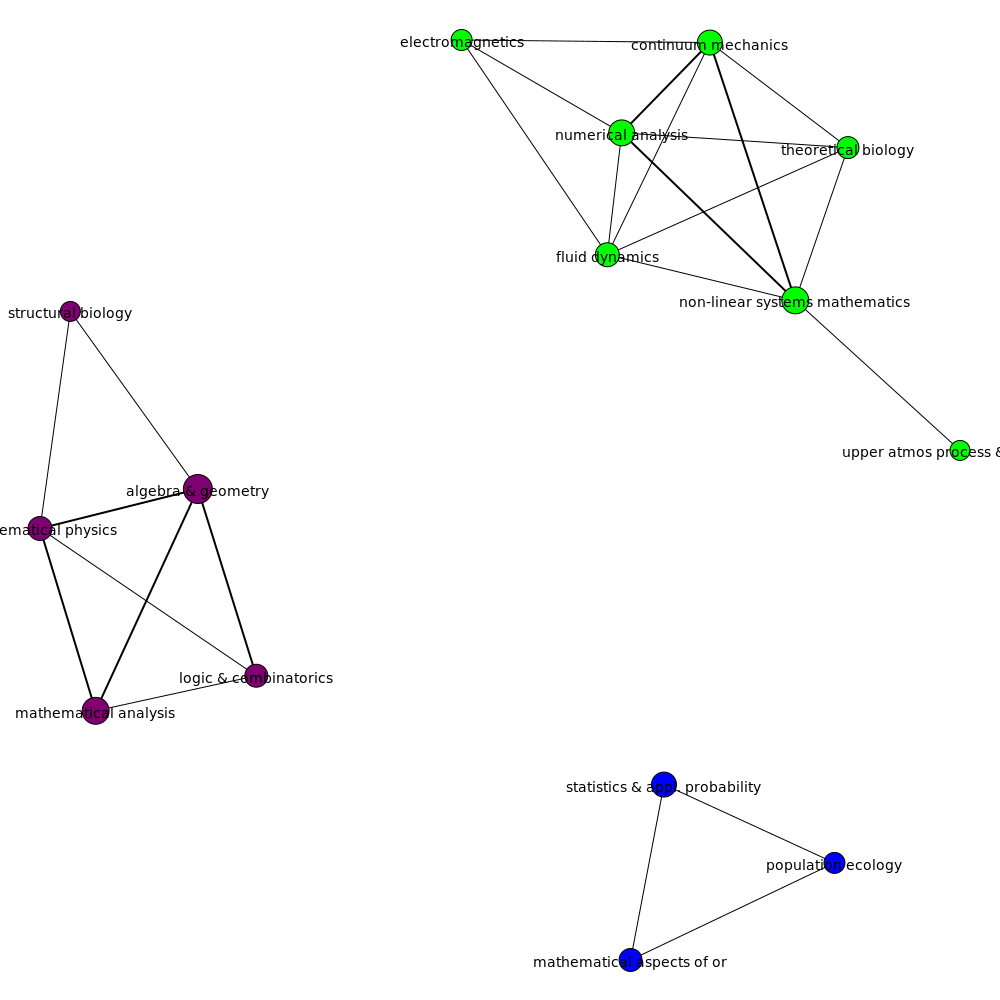 electromagnetics
continuum mechanics
numerical analysis
theoretical biology
fluid dynamics
non-linear systems mathematics
structural biology
upper atmos process &
algebra & geometry
ematical physics
logic & combinatorics
mathematical analysis
statistics & app. probability
population ecology
mathematical aspects of or